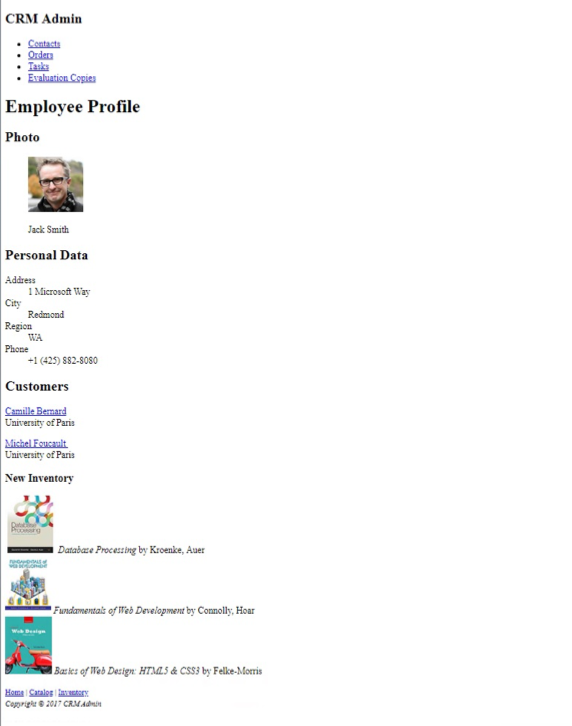 CRM Admin
Contacts
Orders
Tasks
Evaluation Copies
Employee Profile
Photo
Jack Smith
Personal Data
Address
1 Microsoft Way
City
Redmond
Region
WA
Phone
+1 (425) 882-8080
Customers
Camille Bernard
University of Paris
Michel Foucault
University of Paris
New Inventory
Database
Processing
Database Processing by Kroenke, Auer
FUNDAMENTALS of
WEB DEVELOPMENT
Fundamentals of Web Development by Connolly, Hoar
Web Design
Basics of Web Design: HTML5 & CSS3 by Felke-Morris
Home | Catalog | Inventory
Copyright © 2017 CRM Admin